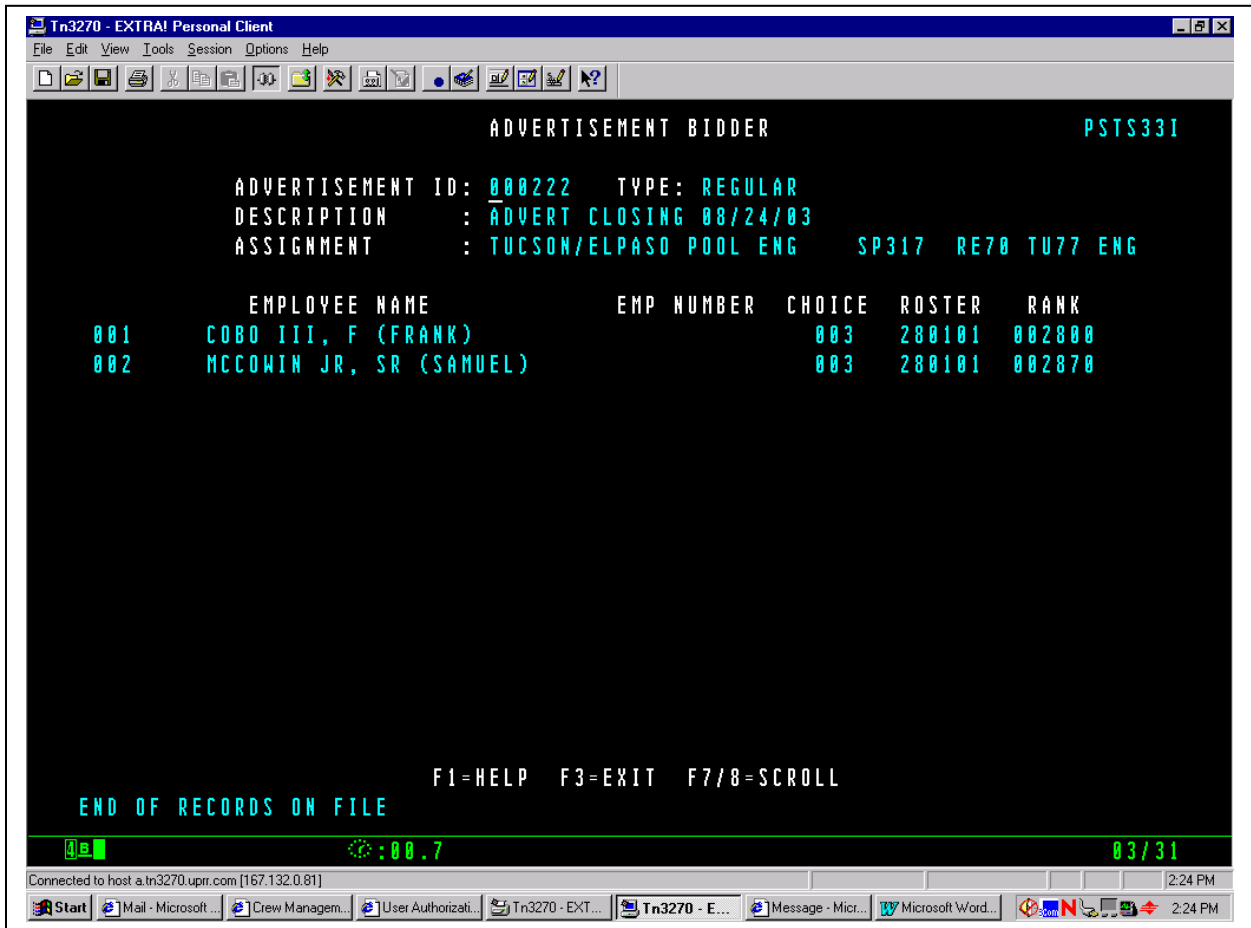 Tn3270 - EXTRA! Personal Client
File Edit View Tools Session Options Help
ADVERTISEMENT BIDDER PSTS33I
ADVERTISEMENT ID: 000222 TYPE: REGULAR
DESCRIPTION : ADVERT CLOSING 08/24/03
ASSIGNMENT : TUCSON/ELPASO POOL ENG SP317 RE70 TU77 ENG
EMPLOYEE NAME EMP NUMBER CHOICE ROSTER RANK
001 COBO III, F (FRANK) 003 280101 002800
002 MCCOWIN JR, SR (SAMUEL) 003 280101 002870
F1=HELP F3=EXIT F7/8=SCROLL
END OF RECORDS ON FILE
4B :00.7 03/31
Connected to host a.tn3270.uprr.com [167.132.0.81] 2:24 PM
Start Mail - Microsoft ... Crew Managem... User Authorizati... Tn3270 - EXT... Tn3270 - E... Message - Micr... Microsoft Word... 2:24 PM